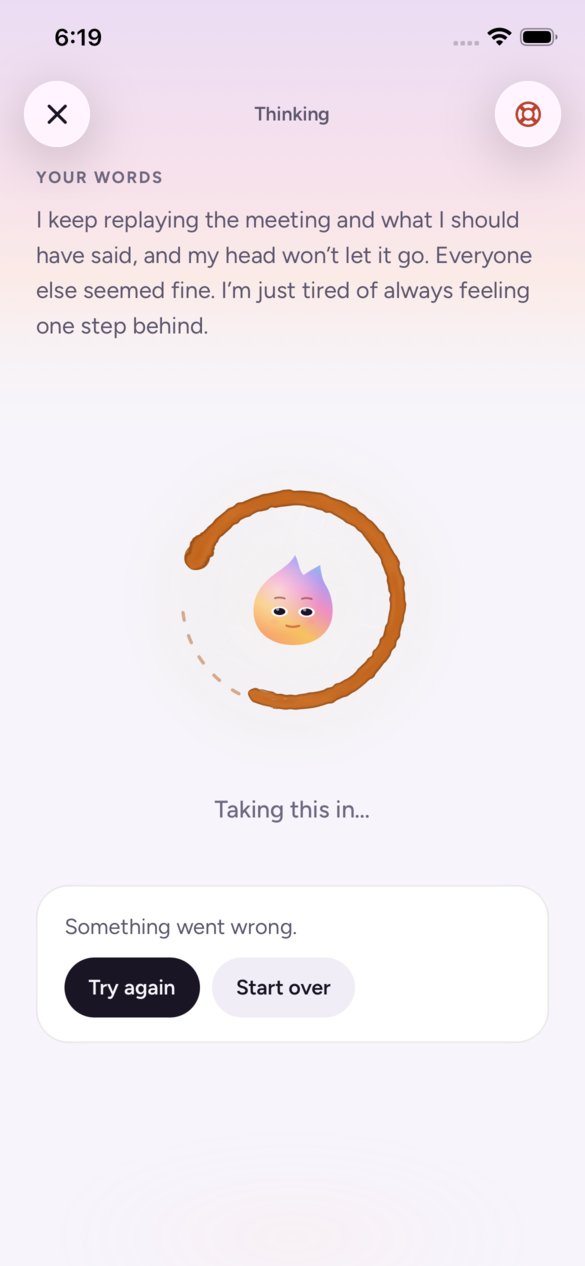 6:19
Thinking
YOUR WORDS
I keep replaying the meeting and what I should
have said, and my head won’t let it go. Everyone
else seemed fine. I’m just tired of always feeling
one step behind.
Taking this in...
Something went wrong.
Try again
Start over